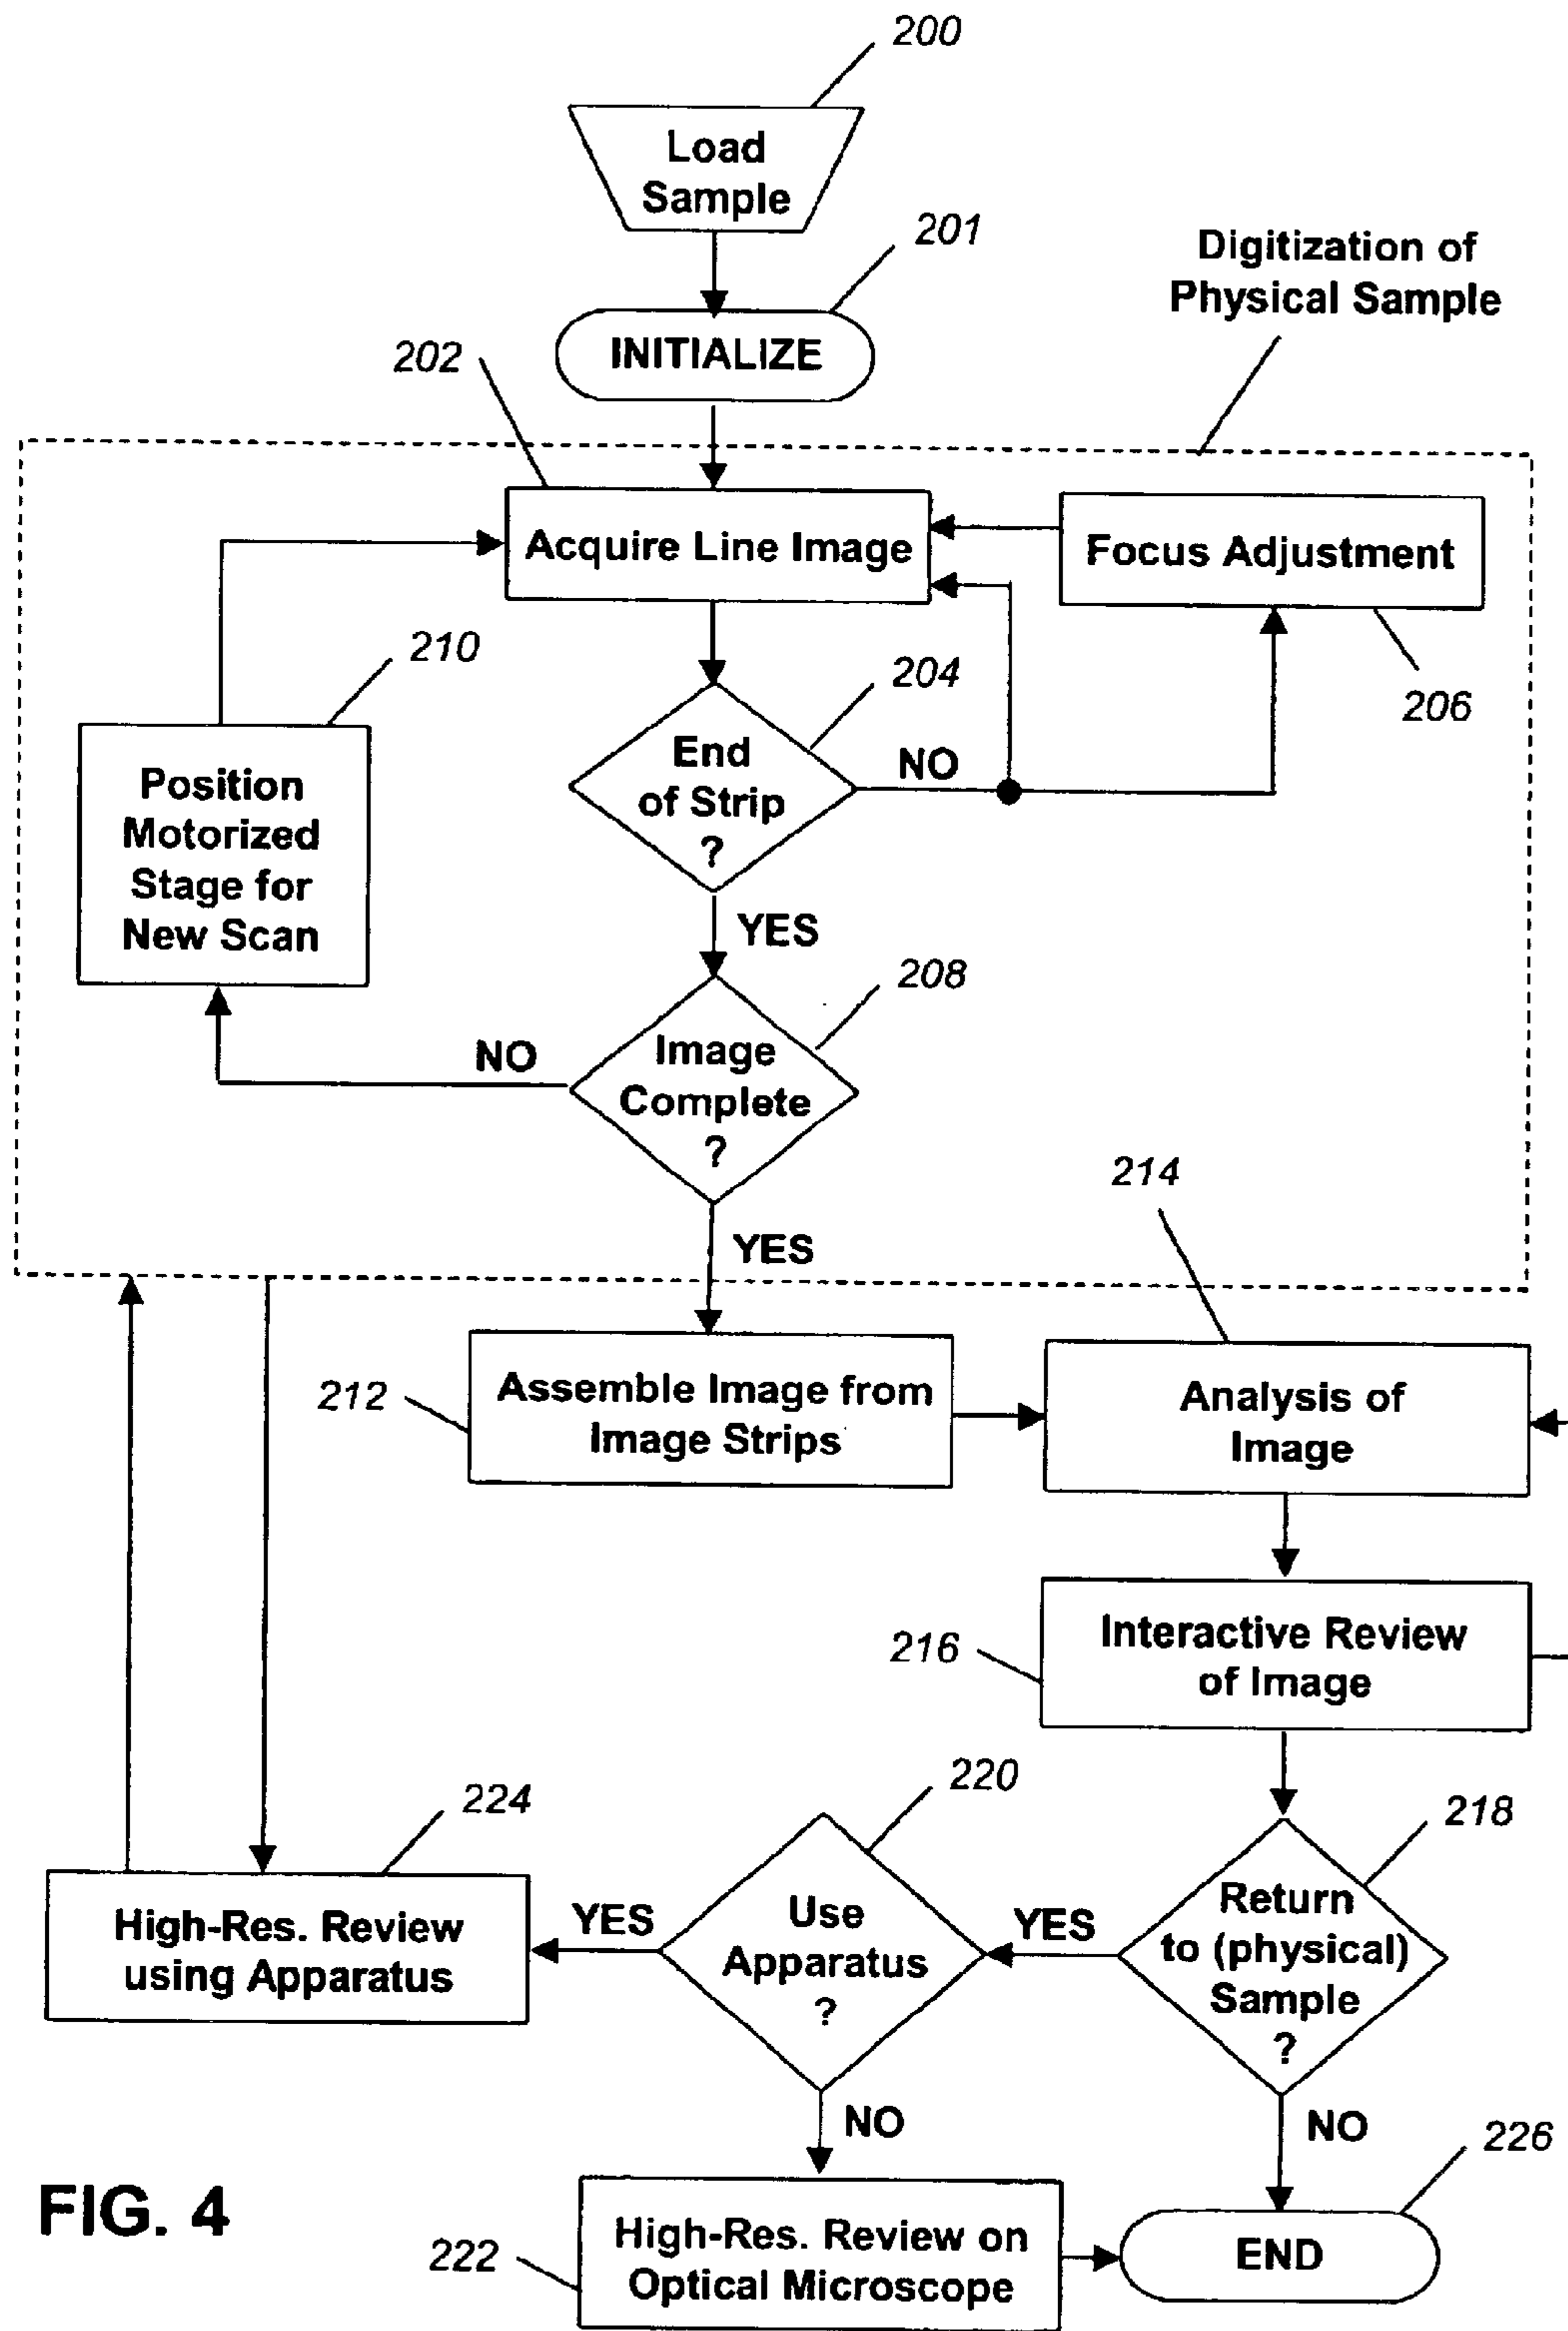 200
Load
Sample
201
INITIALIZE
Digitization of
Physical Sample
202
Acquire Line Image
Focus Adjustment
206
210
Position
Motorized
Stage for
New Scan
204
End
of Strip
?
NO
YES
208
Image
Complete
?
NO
YES
214
212
Assemble Image from
Image Strips
Analysis of
Image
216
Interactive Review
of Image
218
Return
to (physical)
Sample
?
YES
NO
220
Use
Apparatus
?
YES
NO
224
High-Res. Review
using Apparatus
222
High-Res. Review on
Optical Microscope
226
END
FIG. 4